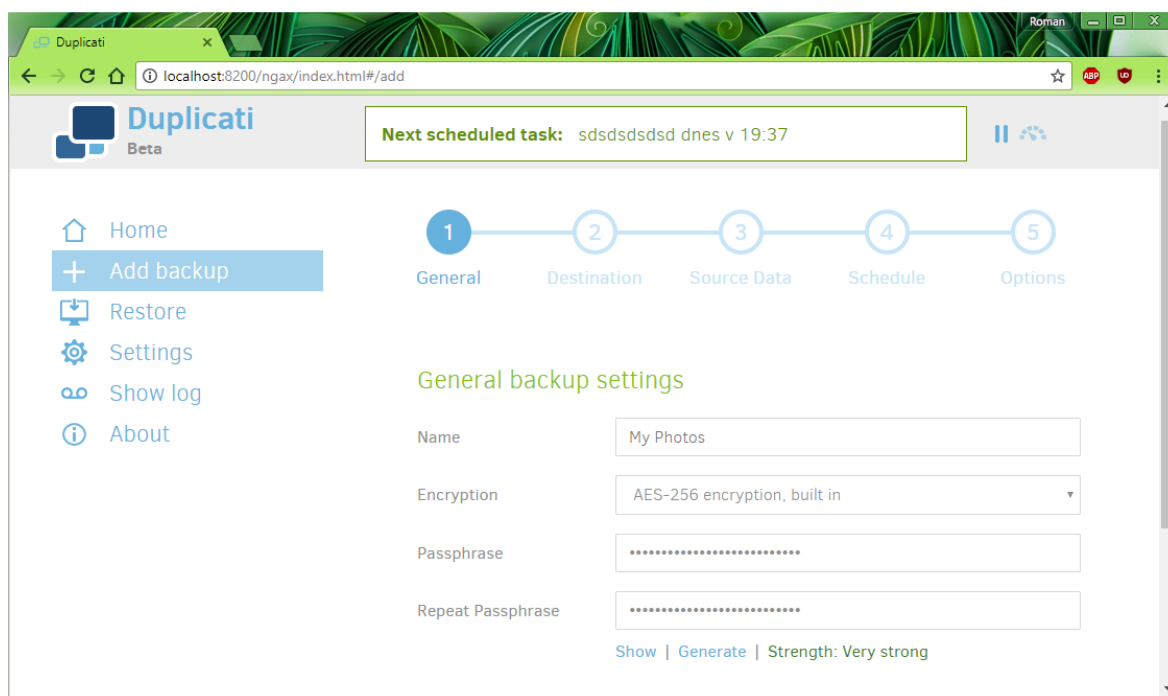 Roman
Duplicati
localhost:8200/ngax/index.html#/add
ABP
Duplicati
Beta
Next scheduled task: sdsdsdsdsd dnes v 19:37
Home
Add backup
Restore
Settings
Show log
About
1 2 3 4 5
General Destination Source Data Schedule Options
General backup settings
Name My Photos
Encryption AES-256 encryption, built in
Passphrase •••••••••••••••••••••••••••
Repeat Passphrase •••••••••••••••••••••••••••
Show | Generate | Strength: Very strong